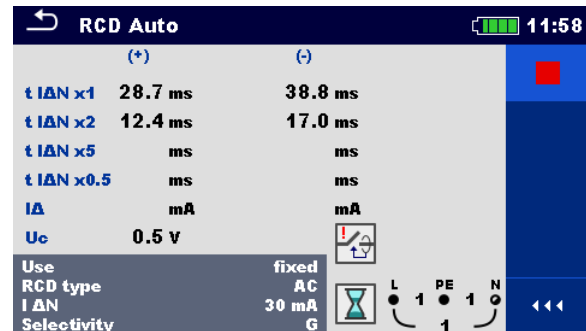 RCD Auto 11:58
(+) (-)
t IΔN x1 28.7 ms 38.8 ms
t IΔN x2 12.4 ms 17.0 ms
t IΔN x5 ms ms
t IΔN x0.5 ms ms
IΔ mA mA
Uc 0.5 V
Use fixed
RCD type AC
I ΔN 30 mA
Selectivity G
L PE N
1 1
1